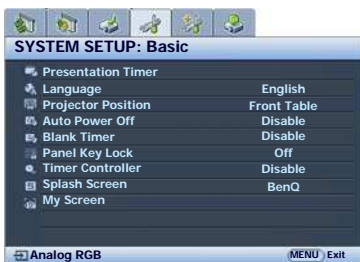 SYSTEM SETUP: Basic
Presentation Timer
Language English
Projector Position Front Table
Auto Power Off Disable
Blank Timer Disable
Panel Key Lock Off
Timer Controller Disable
Splash Screen BenQ
My Screen
Analog RGB MENU Exit